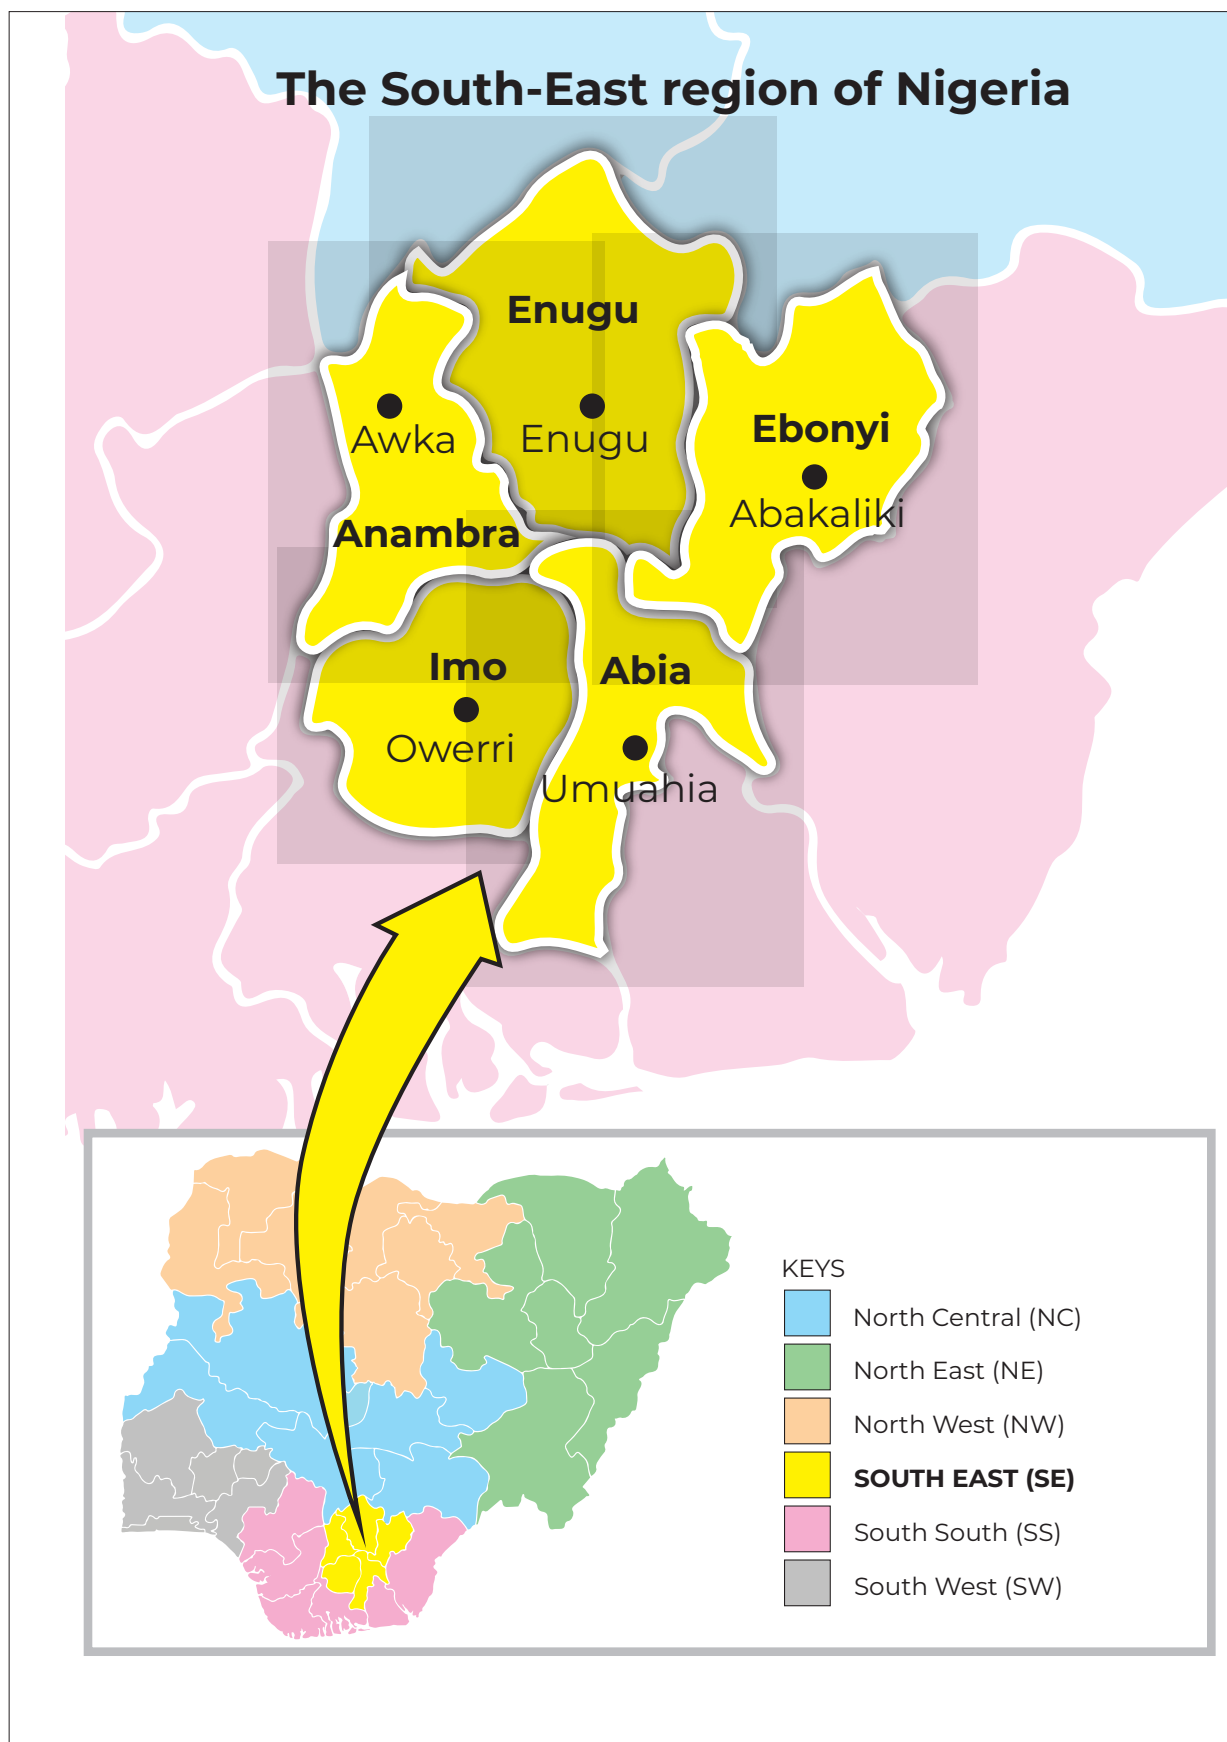 The South-East region of Nigeria
Enugu
Enugu
Awka
Anambra
Ebonyi
Abakaliki
Imo
Owerri
Abia
Umuahia
KEYS
North Central (NC)
North East (NE)
North West (NW)
SOUTH EAST (SE)
South South (SS)
South West (SW)